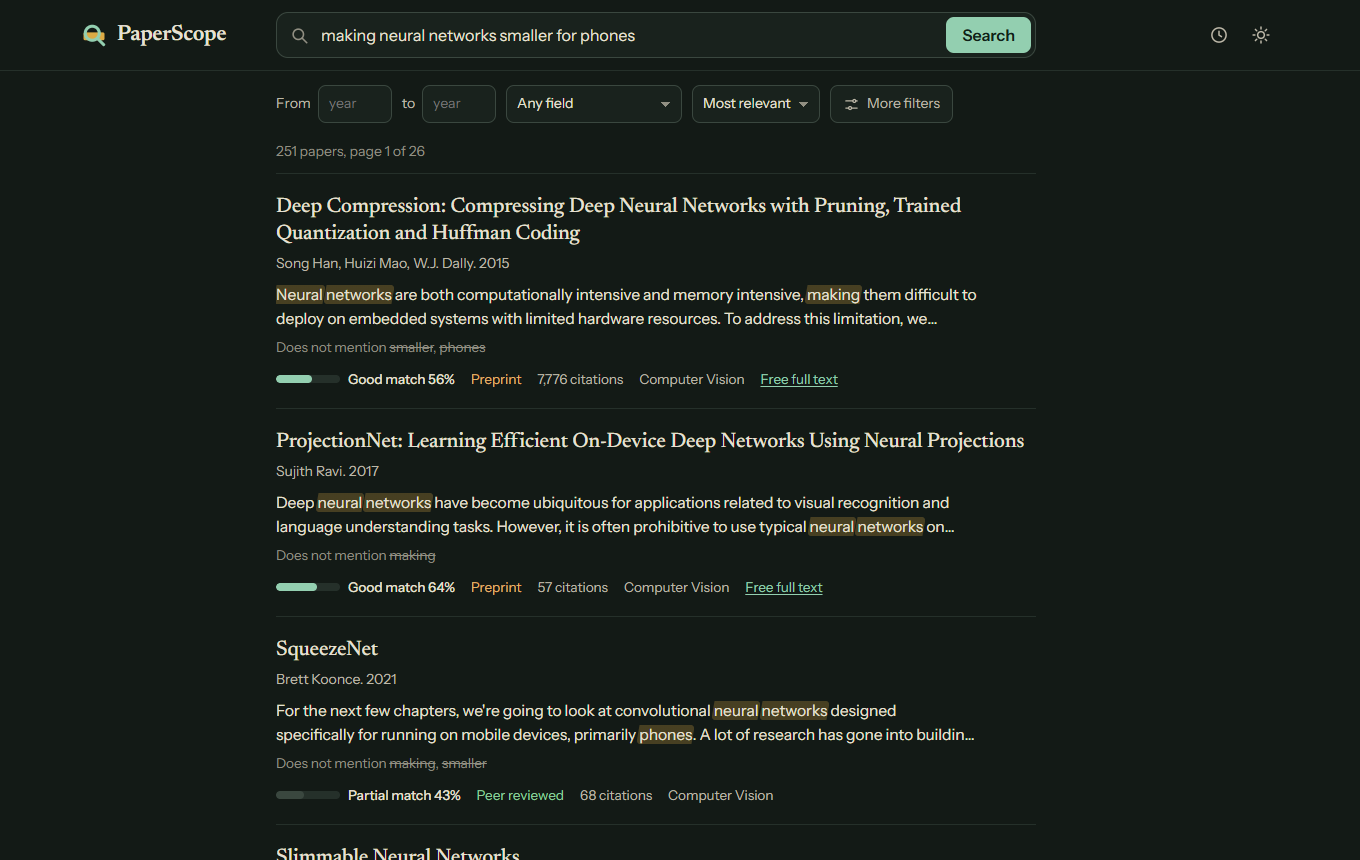 PaperScope
making neural networks smaller for phones
Search
From year to year Any field Most relevant More filters
251 papers, page 1 of 26
Deep Compression: Compressing Deep Neural Networks with Pruning, Trained
Quantization and Huffman Coding
Song Han, Huizi Mao, W.J. Dally. 2015
Neural networks are both computationally intensive and memory intensive, making them difficult to
deploy on embedded systems with limited hardware resources. To address this limitation, we...
Does not mention smaller, phones
Good match 56% Preprint 7,776 citations Computer Vision Free full text
ProjectionNet: Learning Efficient On-Device Deep Networks Using Neural Projections
Sujith Ravi. 2017
Deep neural networks have become ubiquitous for applications related to visual recognition and
language understanding tasks. However, it is often prohibitive to use typical neural networks on...
Does not mention making
Good match 64% Preprint 57 citations Computer Vision Free full text
SqueezeNet
Brett Koonce. 2021
For the next few chapters, we're going to look at convolutional neural networks designed
specifically for running on mobile devices, primarily phones. A lot of research has gone into buildin...
Does not mention making, smaller
Partial match 43% Peer reviewed 68 citations Computer Vision
Slimmable Neural Networks